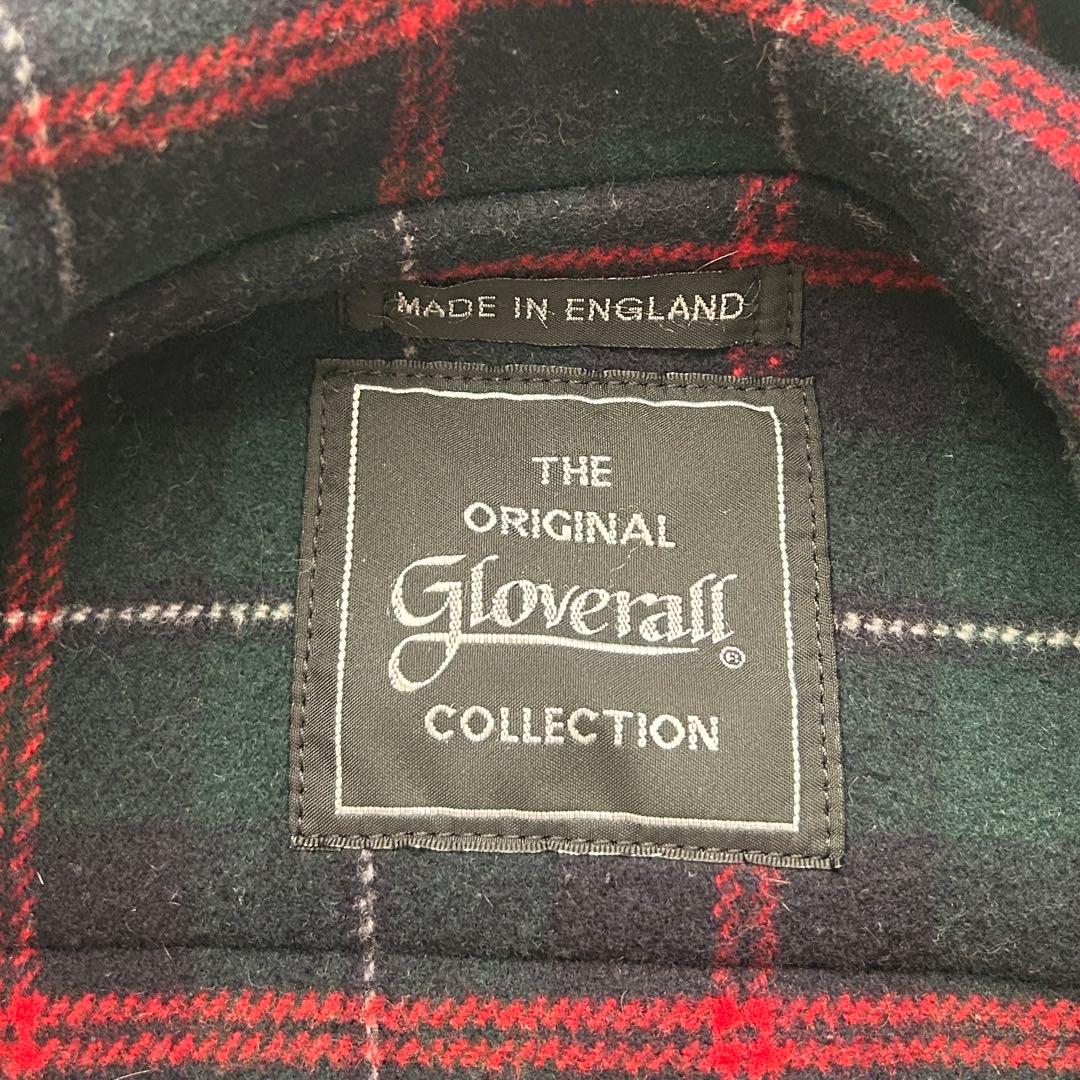 MADE IN ENGLAND
THE
ORIGINAL
Gloverall®
COLLECTION